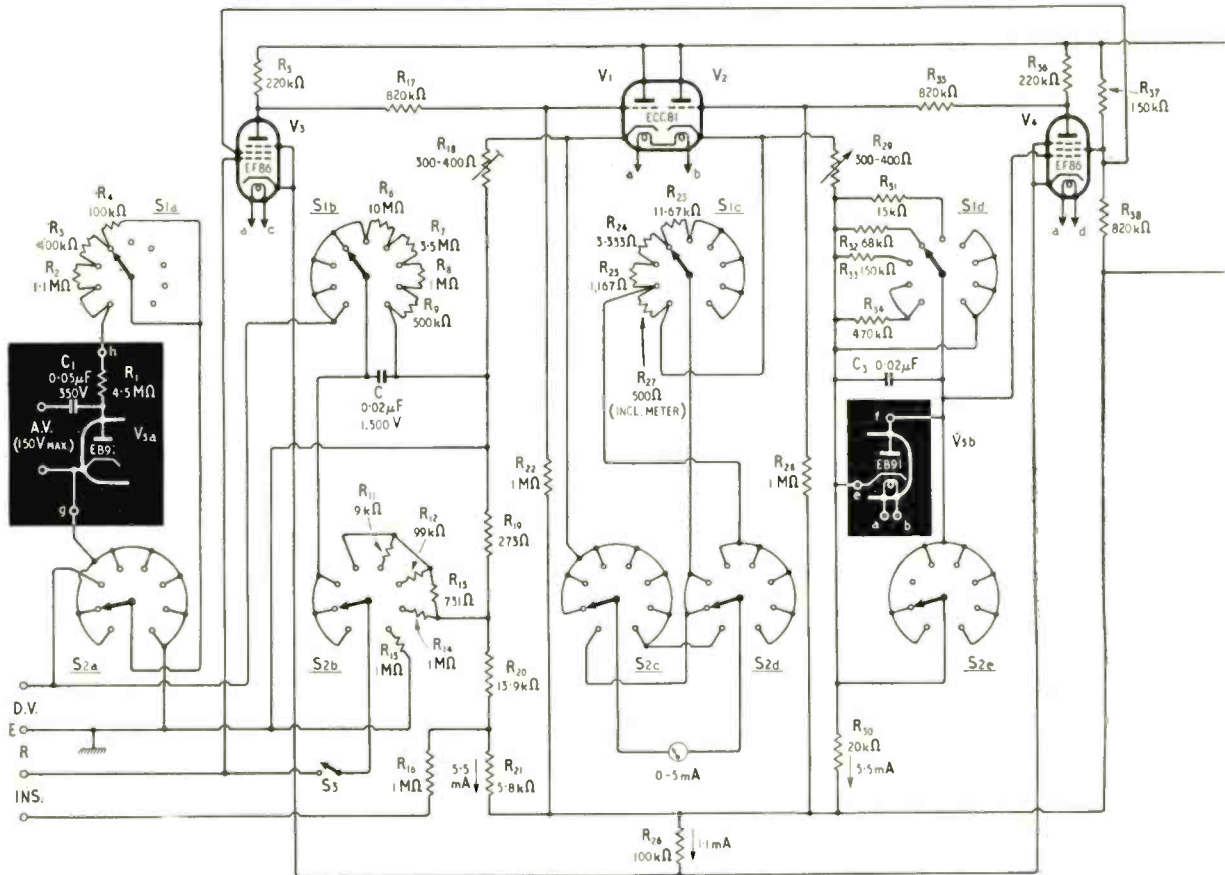 R5
220kΩ
R17
820kΩ
V1
V2
R35
820kΩ
R36
220kΩ
R37
150kΩ
V3
EF86
a c
ECC81
a b
V4
EF86
a d
R18
300-400Ω
R29
300-400Ω
R38
820kΩ
R4
100kΩ
S1a
R3
400kΩ
R2
1·1MΩ
S1b
R6
10MΩ
R7
3·5MΩ
R8
1MΩ
R9
500kΩ
R23
11·67kΩ
S1c
R24
3·333kΩ
R25
1,167Ω
R27
500Ω
(INCL. METER)
R31
15kΩ
S1d
R32 68kΩ
R33 150kΩ
R34
470kΩ
h
C1
0·05µF
350V
R1
4·5MΩ
A.V.
(150V MAX.)
V5a
EB91
g
C
0·02µF
1,500 V
C3 0·02µF
f
V5b
EB91
e
a b
R22
1MΩ
R28
1MΩ
R11
9kΩ
R12
99kΩ
R13
731Ω
R14
1MΩ
R15
1MΩ
R19
273Ω
S2a
S2b
S2c
S2d
S2e
R20
13·9kΩ
D.V.
E
R
INS.
S3
R16
1MΩ
5·5
mA
R21
5·8kΩ
0-5mA
R30
20kΩ
5·5mA
R26
100kΩ
1·1mA